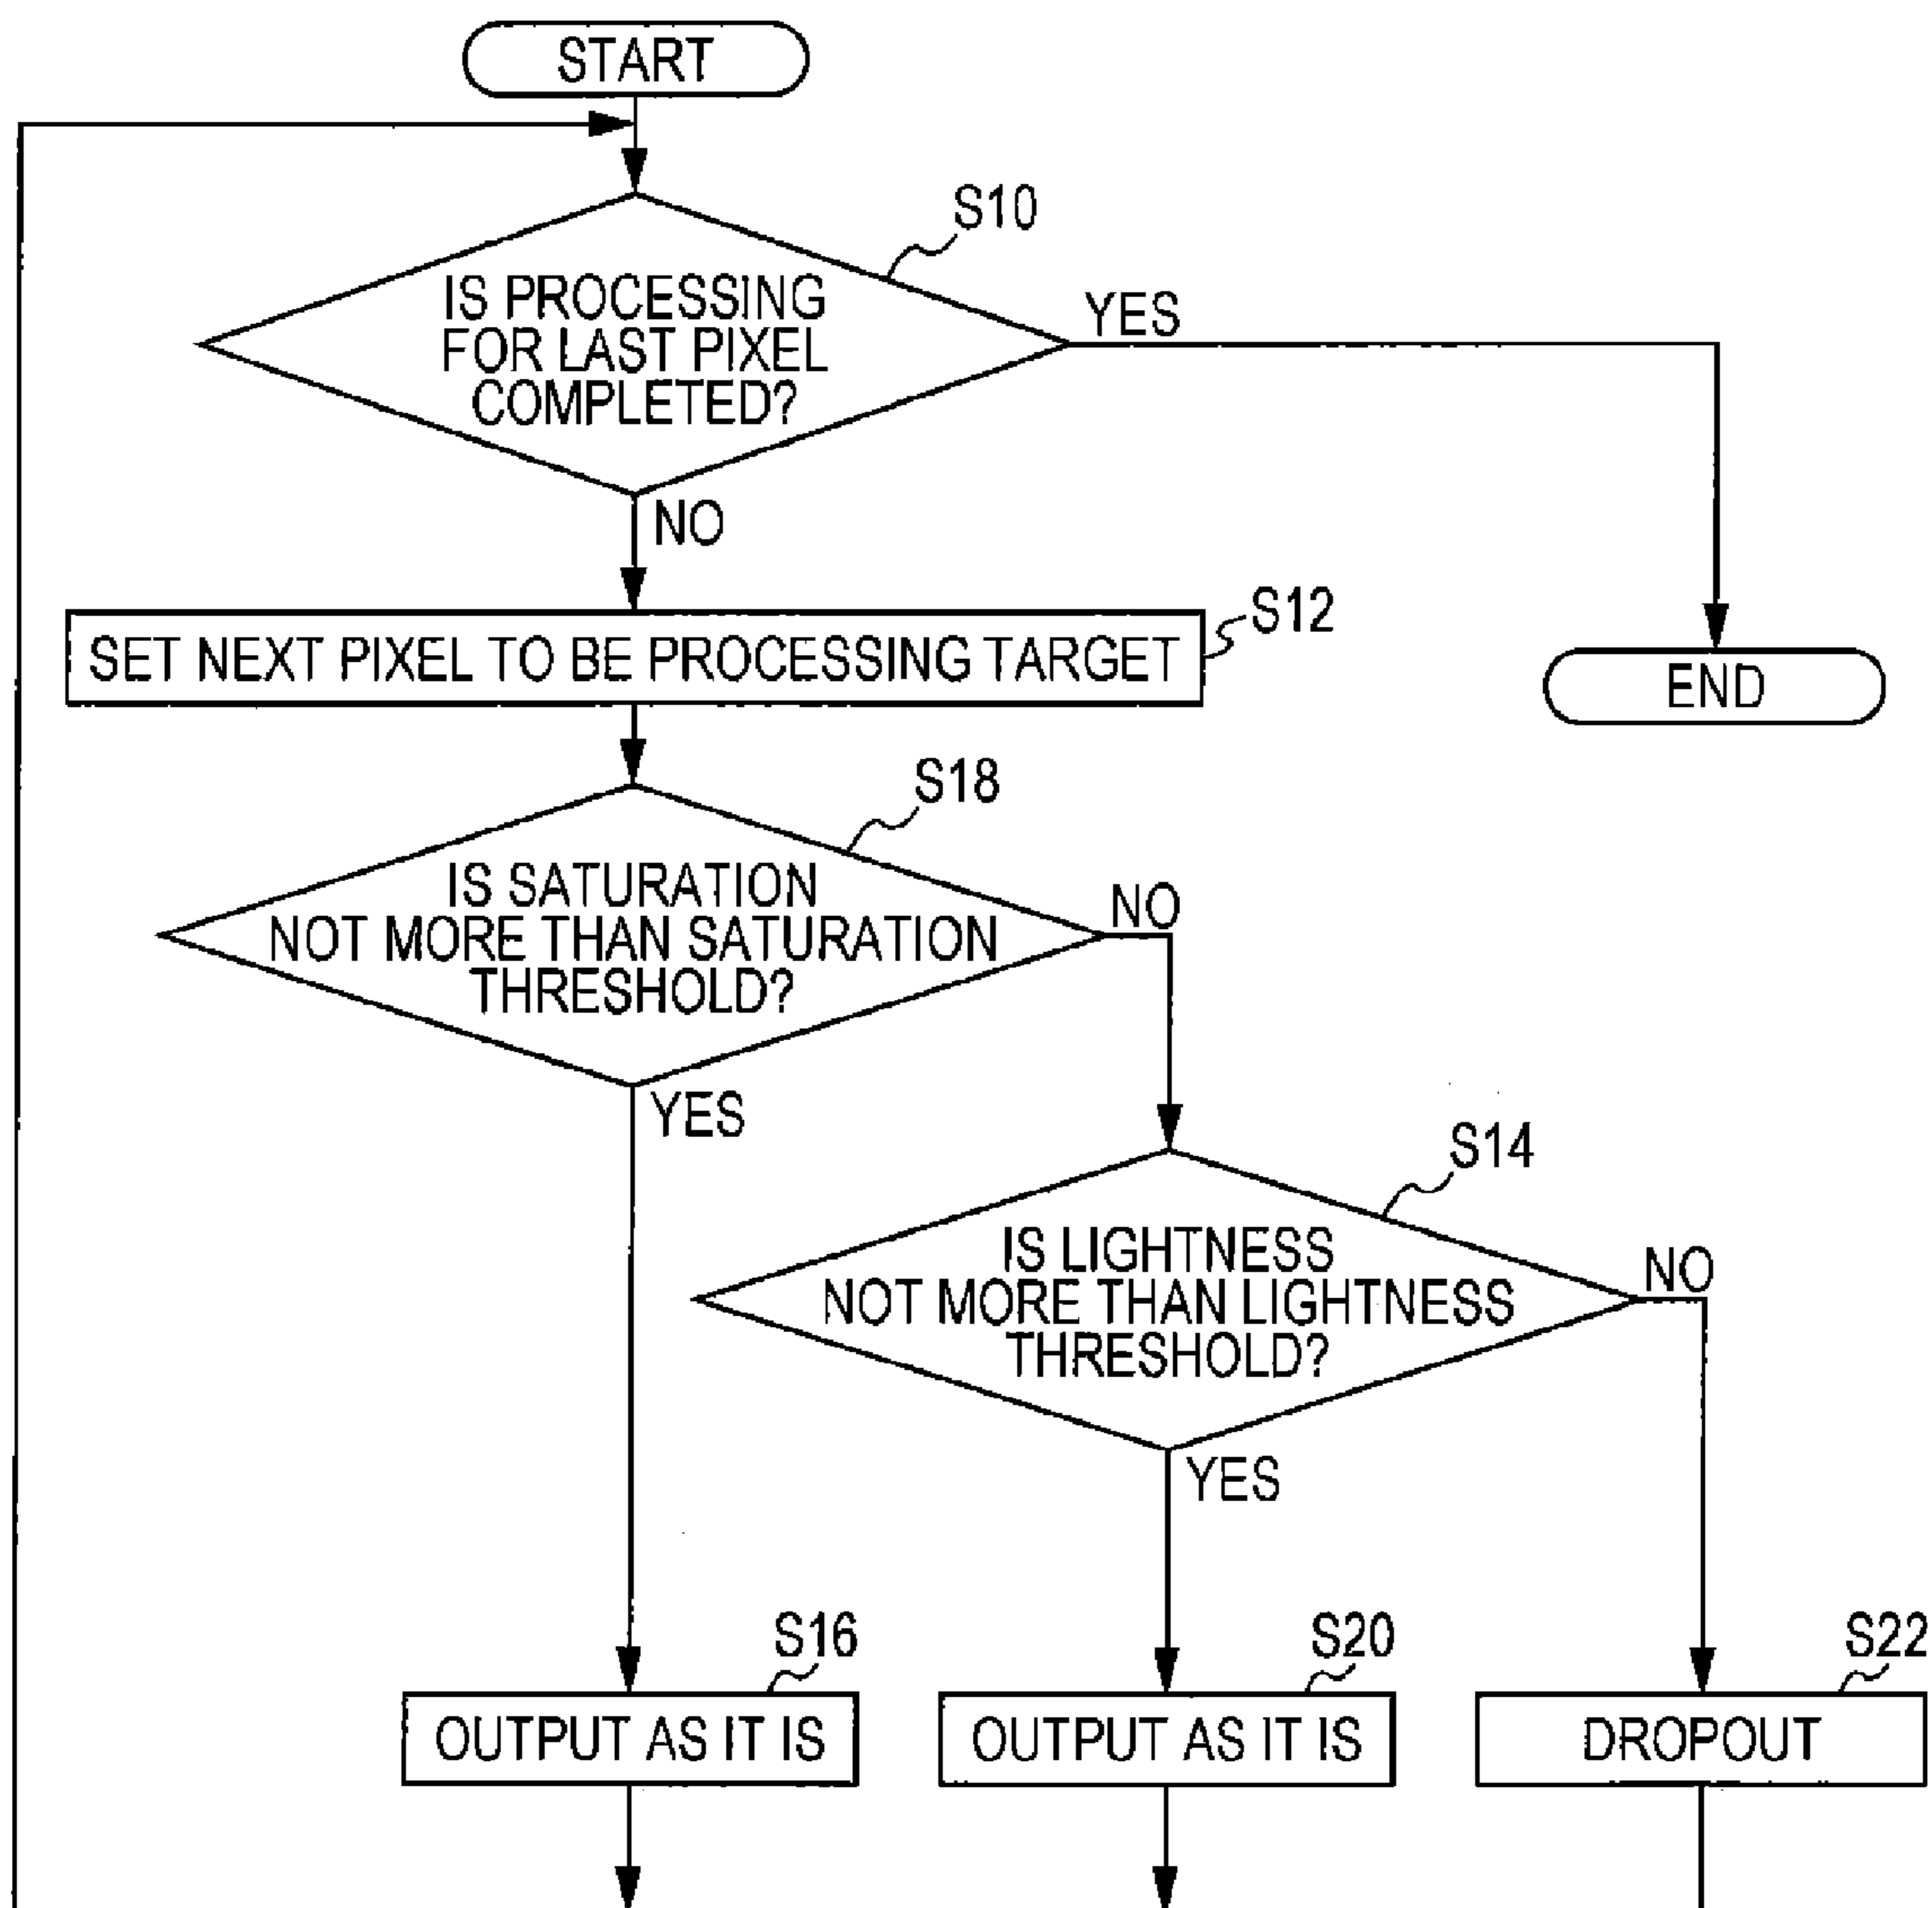 START
S10
IS PROCESSING
FOR LAST PIXEL
COMPLETED?
YES
NO
S12
SET NEXT PIXEL TO BE PROCESSING TARGET
END
S18
IS SATURATION
NOT MORE THAN SATURATION
THRESHOLD?
NO
YES
S14
IS LIGHTNESS
NOT MORE THAN LIGHTNESS
THRESHOLD?
NO
YES
S16
OUTPUT AS IT IS
S20
OUTPUT AS IT IS
S22
DROPOUT